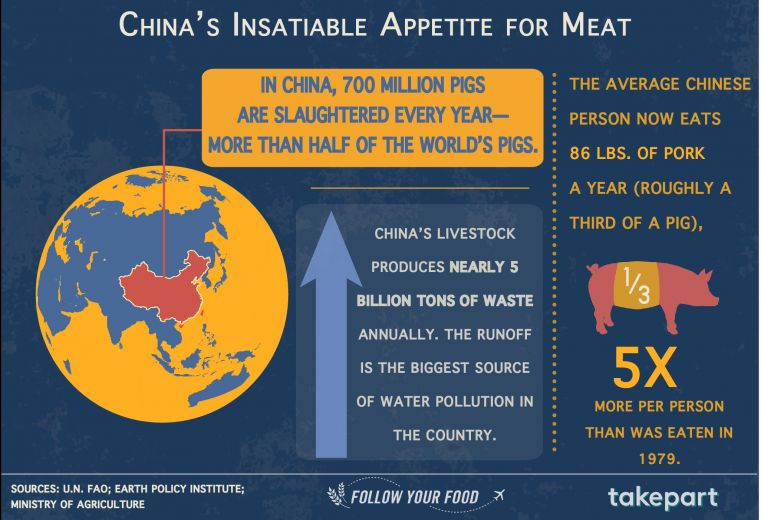 CHINA'S INSATIABLE APPETITE FOR MEAT
IN CHINA, 700 MILLION PIGS
ARE SLAUGHTERED EVERY YEAR—
MORE THAN HALF OF THE WORLD'S PIGS.
CHINA'S LIVESTOCK
PRODUCES NEARLY 5
BILLION TONS OF WASTE
ANNUALLY. THE RUNOFF
IS THE BIGGEST SOURCE
OF WATER POLLUTION IN
THE COUNTRY.
THE AVERAGE CHINESE
PERSON NOW EATS
86 LBS. OF PORK
A YEAR (ROUGHLY A
THIRD OF A PIG),
1/3
5X
MORE PER PERSON
THAN WAS EATEN IN
1979.
SOURCES: U.N. FAO; EARTH POLICY INSTITUTE;
MINISTRY OF AGRICULTURE
FOLLOW YOUR FOOD
takepart